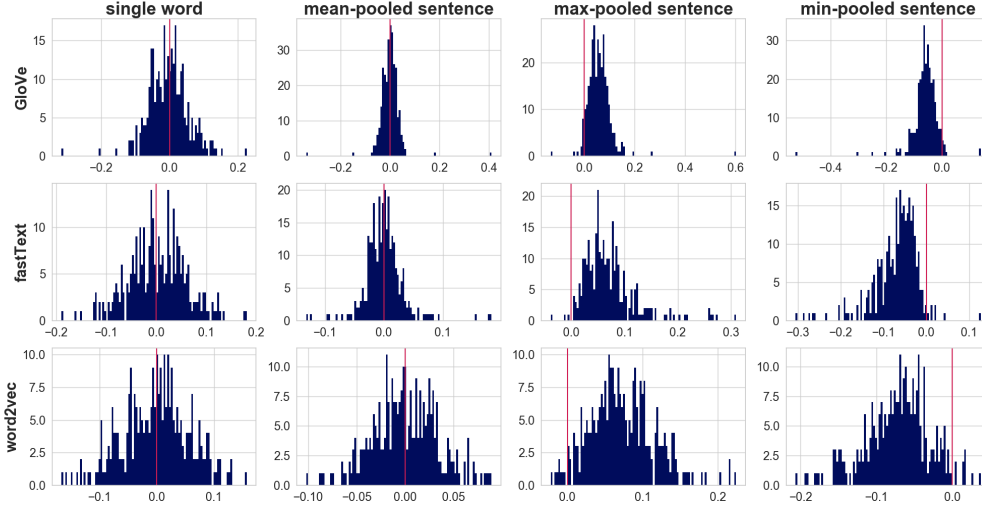 single word
mean-pooled sentence
max-pooled sentence
min-pooled sentence
GloVe
15
10
5
0
−0.2 0.0 0.2
30
20
10
0
−0.2 0.0 0.2 0.4
20
10
0
0.0 0.2 0.4 0.6
30
20
10
0
−0.4 −0.2 0.0
fastText
10
5
0
−0.2 −0.1 0.0 0.1 0.2
20
15
10
5
0
−0.1 0.0 0.1
20
15
10
5
0
0.0 0.1 0.2 0.3
15
10
5
0
−0.3 −0.2 −0.1 0.0 0.1
word2vec
10.0
7.5
5.0
2.5
0.0
−0.1 0.0 0.1
10.0
7.5
5.0
2.5
0.0
−0.10 −0.05 0.00 0.05
10.0
7.5
5.0
2.5
0.0
0.0 0.1 0.2
10.0
7.5
5.0
2.5
0.0
−0.2 −0.1 0.0